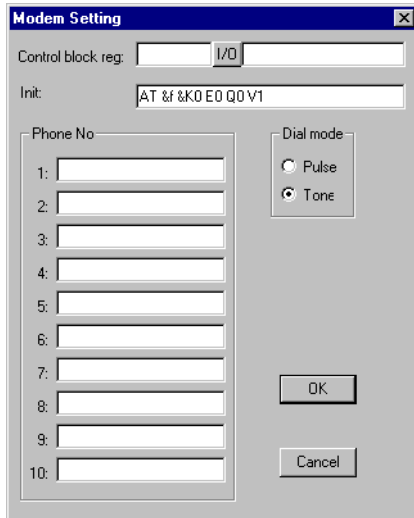 Modem Setting
Control block reg: I/O
Init: AT &f &K0 E0 Q0 V1
Phone No
Dial mode
1:
Pulse
2:
Tone
3:
4:
5:
6:
7:
OK
8:
9:
Cancel
10: